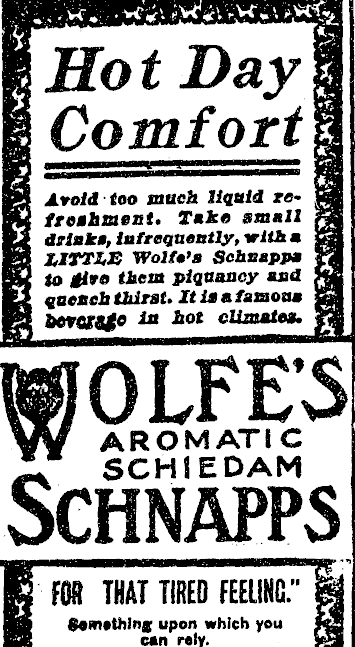 Hot Day
Comfort
Avoid too much liquid re-
freshment. Take small
drinks, infrequently, with a
LITTLE Wolfe's Schnapps
to give them piquancy and
quench thirst. It is a famous
beverage in hot climates.
WOLFE'S
AROMATIC
SCHIEDAM
SCHNAPPS
FOR THAT TIRED FEELING."
Something upon which you
can rely.